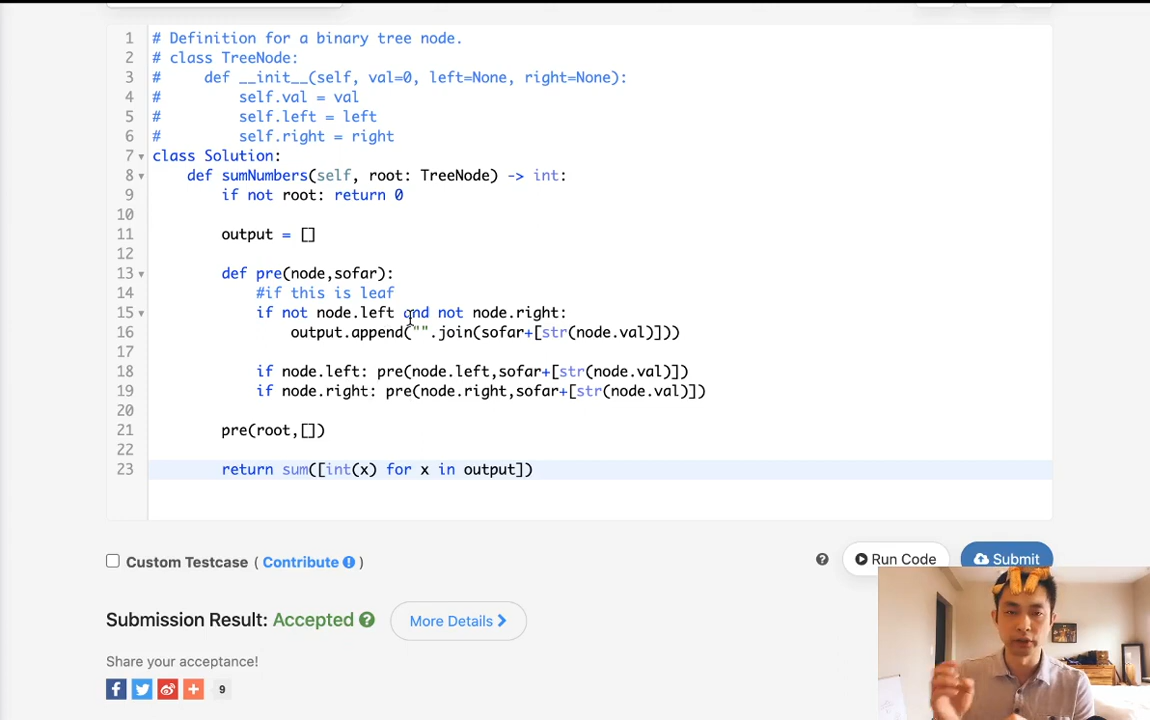 1 # Definition for a binary tree node.
2 # class TreeNode:
3 #     def __init__(self, val=0, left=None, right=None):
4 #         self.val = val
5 #         self.left = left
6 #         self.right = right
7 class Solution:
8     def sumNumbers(self, root: TreeNode) -> int:
9         if not root: return 0
10
11         output = []
12
13         def pre(node,sofar):
14             #if this is leaf
15             if not node.left and not node.right:
16                 output.append("".join(sofar+[str(node.val)]))
17
18             if node.left: pre(node.left,sofar+[str(node.val)])
19             if node.right: pre(node.right,sofar+[str(node.val)])
20
21         pre(root,[])
22
23         return sum([int(x) for x in output])
Custom Testcase ( Contribute )
Run Code
Submit
Submission Result: Accepted
More Details
Share your acceptance!
9